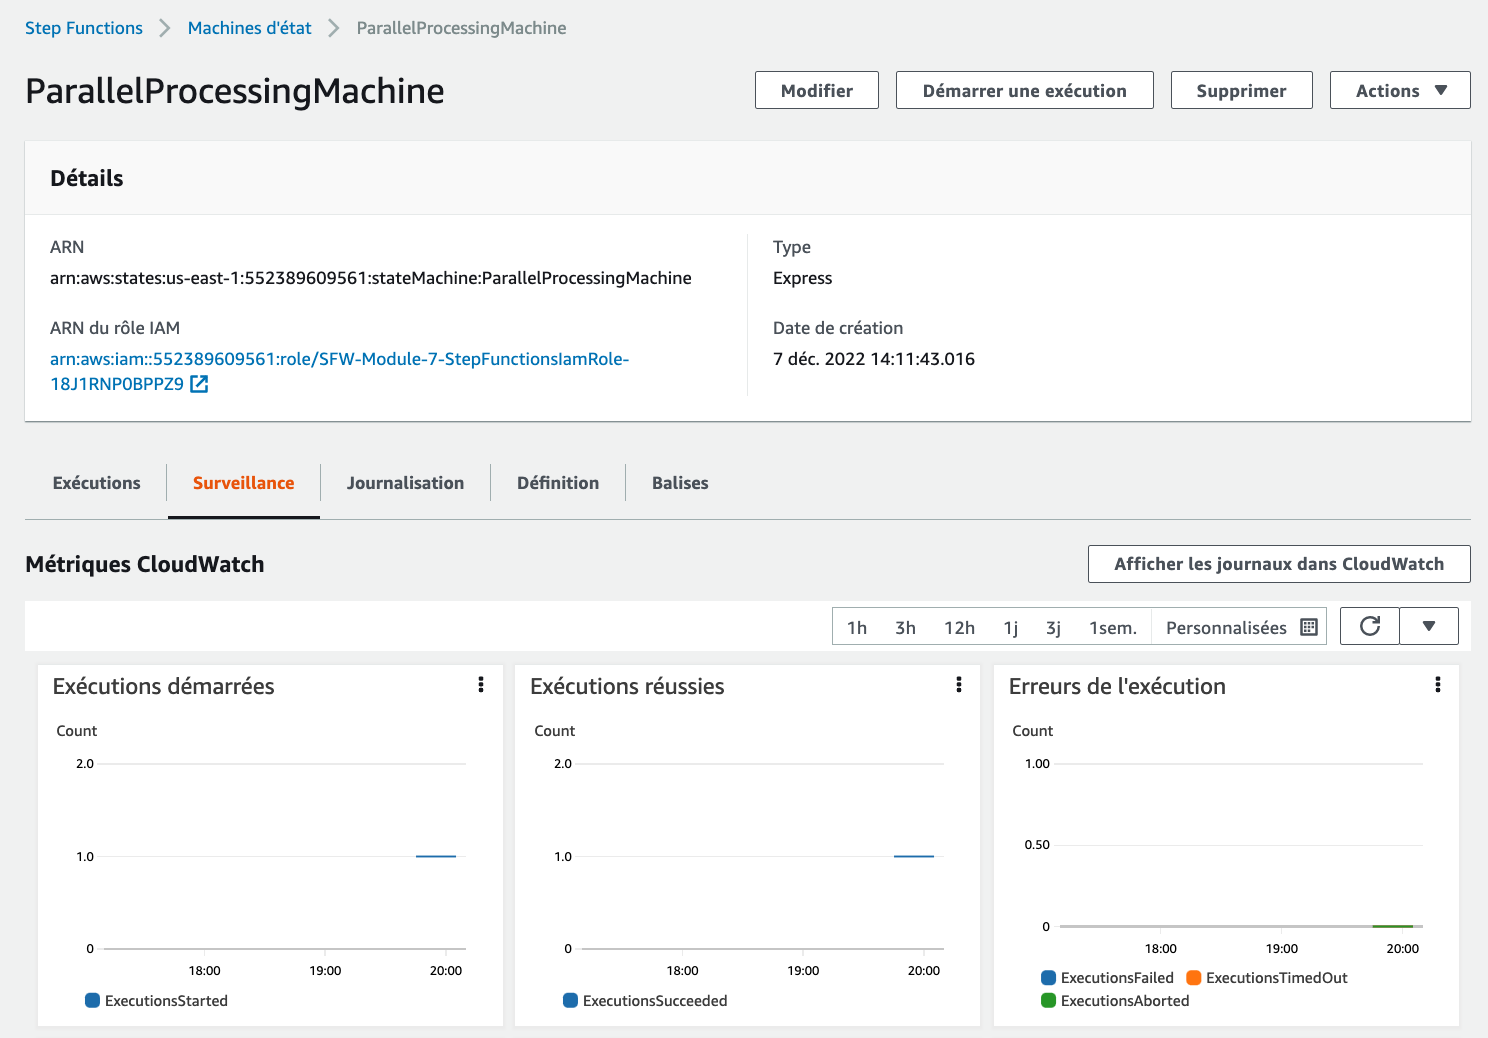 Step Functions
Machines d'état
ParallelProcessingMachine
ParallelProcessingMachine
Modifier
Démarrer une exécution
Supprimer
Actions
Détails
ARN
arn:aws:states:us-east-1:552389609561:stateMachine:ParallelProcessingMachine
ARN du rôle IAM
arn:aws:iam::552389609561:role/SFW-Module-7-StepFunctionsIamRole-
18J1RNP0BPPZ9
Type
Express
Date de création
7 déc. 2022 14:11:43.016
Exécutions
Surveillance
Journalisation
Définition
Balises
Métriques CloudWatch
Afficher les journaux dans CloudWatch
1h 3h 12h 1j 3j 1sem. Personnalisées
Exécutions démarrées
Count
2.0
1.0
0
18:00 19:00 20:00
ExecutionsStarted
Exécutions réussies
Count
2.0
1.0
0
18:00 19:00 20:00
ExecutionsSucceeded
Erreurs de l'exécution
Count
1.00
0.50
0
18:00 19:00 20:00
ExecutionsFailed ExecutionsTimedOut
ExecutionsAborted